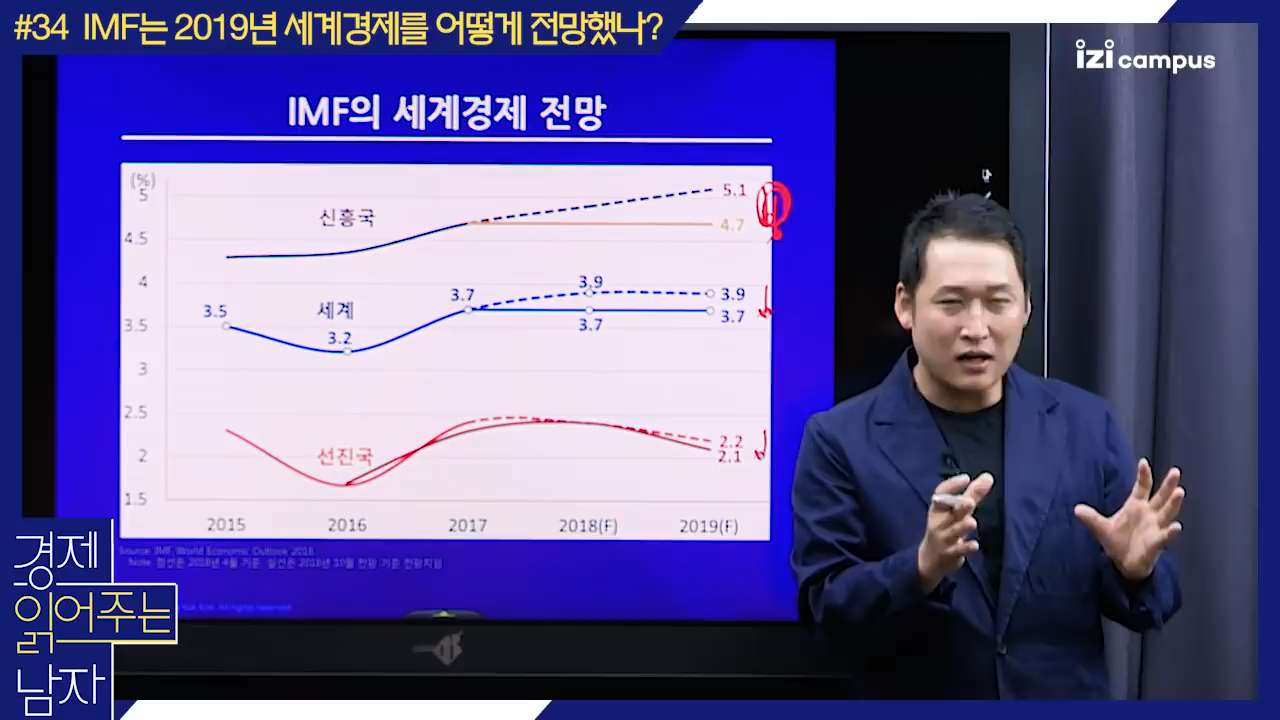 #34 IMF는 2019년 세계경제를 어떻게 전망했나?
izi campus
IMF의 세계경제 전망
(%)
5
4.5
4
3.5
3
2.5
2
1.5
신흥국
5.1
4.7
세계
3.5
3.2
3.7
3.9
3.7
3.9
3.7
선진국
2.2
2.1
2015 2016 2017 2018(F) 2019(F)
Source: IMF, World Economic Outlook 2018.
All rights reserved
경제
읽어주는
남자